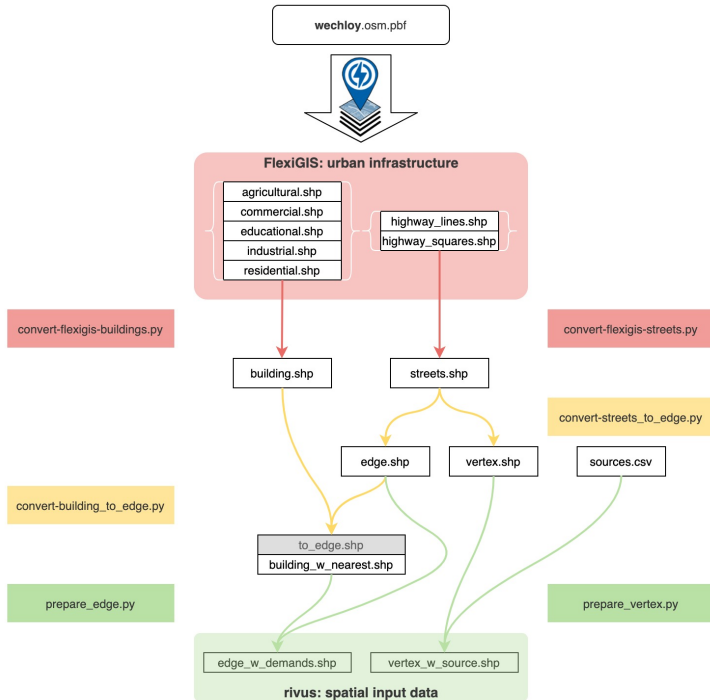 wechloy.osm.pbf
FlexiGIS: urban infrastructure
agricultural.shp
commercial.shp
educational.shp
industrial.shp
residential.shp
highway_lines.shp
highway_squares.shp
convert-flexigis-buildings.py
convert-flexigis-streets.py
building.shp
streets.shp
convert-streets_to_edge.py
edge.shp
vertex.shp
sources.csv
convert-building_to_edge.py
to_edge.shp
building_w_nearest.shp
prepare_edge.py
prepare_vertex.py
edge_w_demands.shp
vertex_w_source.shp
rivus: spatial input data